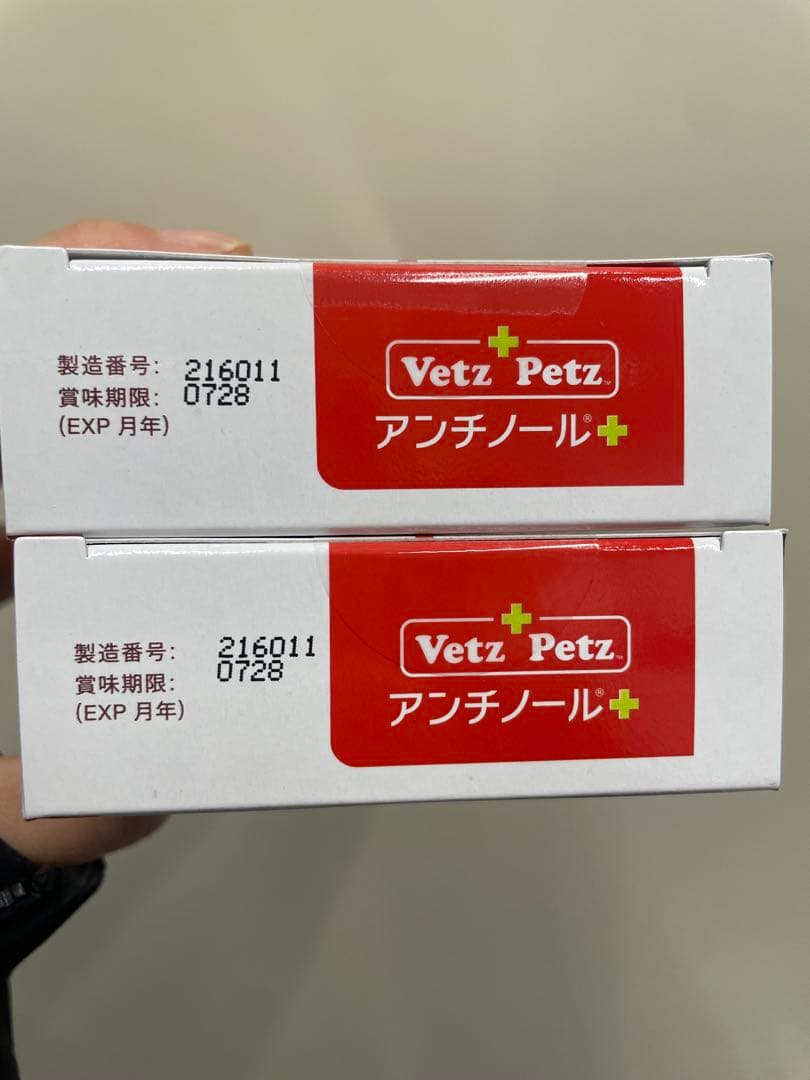 製造番号: 216011
賞味期限: 0728
(EXP 月年)
Vetz Petz™
アンチノール®+
製造番号: 216011
賞味期限: 0728
(EXP 月年)
Vetz Petz™
アンチノール®+